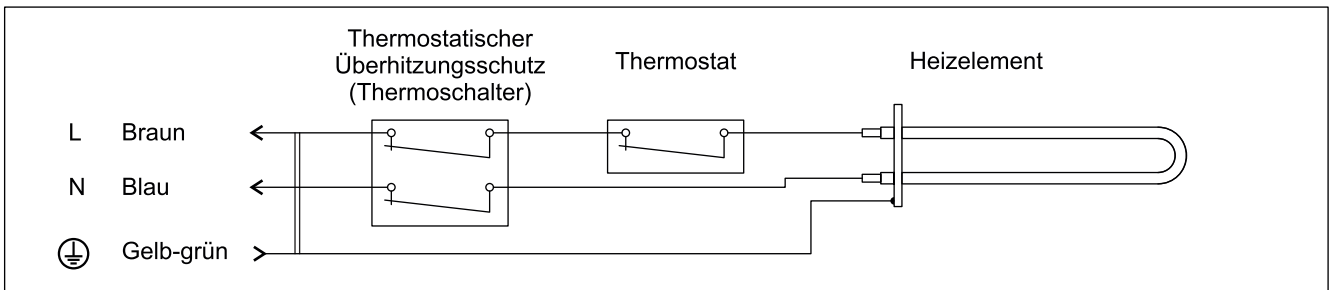 Thermostatischer
Überhitzungsschutz
(Thermoschalter)
Thermostat
Heizelement
L Braun
N Blau
Gelb-grün